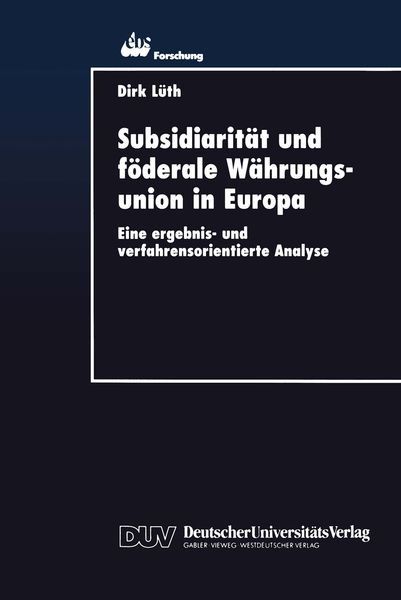 ebs
Forschung
Dirk Lüth
Subsidiarität und
föderale Währungs-
union in Europa
Eine ergebnis- und
verfahrensorientierte Analyse
DUV DeutscherUniversitätsVerlag
GABLER VIEWEG WESTDEUTSCHER VERLAG